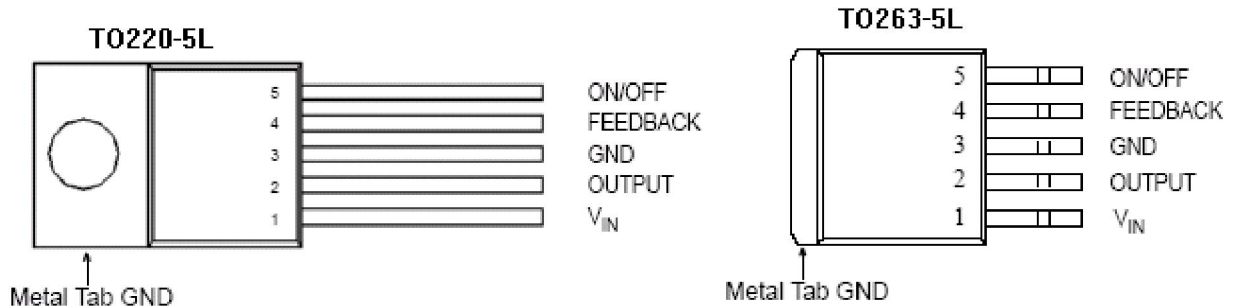 TO220-5L
5 ON/OFF
4 FEEDBACK
3 GND
2 OUTPUT
1 VIN
Metal Tab GND
TO263-5L
5 ON/OFF
4 FEEDBACK
3 GND
2 OUTPUT
1 VIN
Metal Tab GND